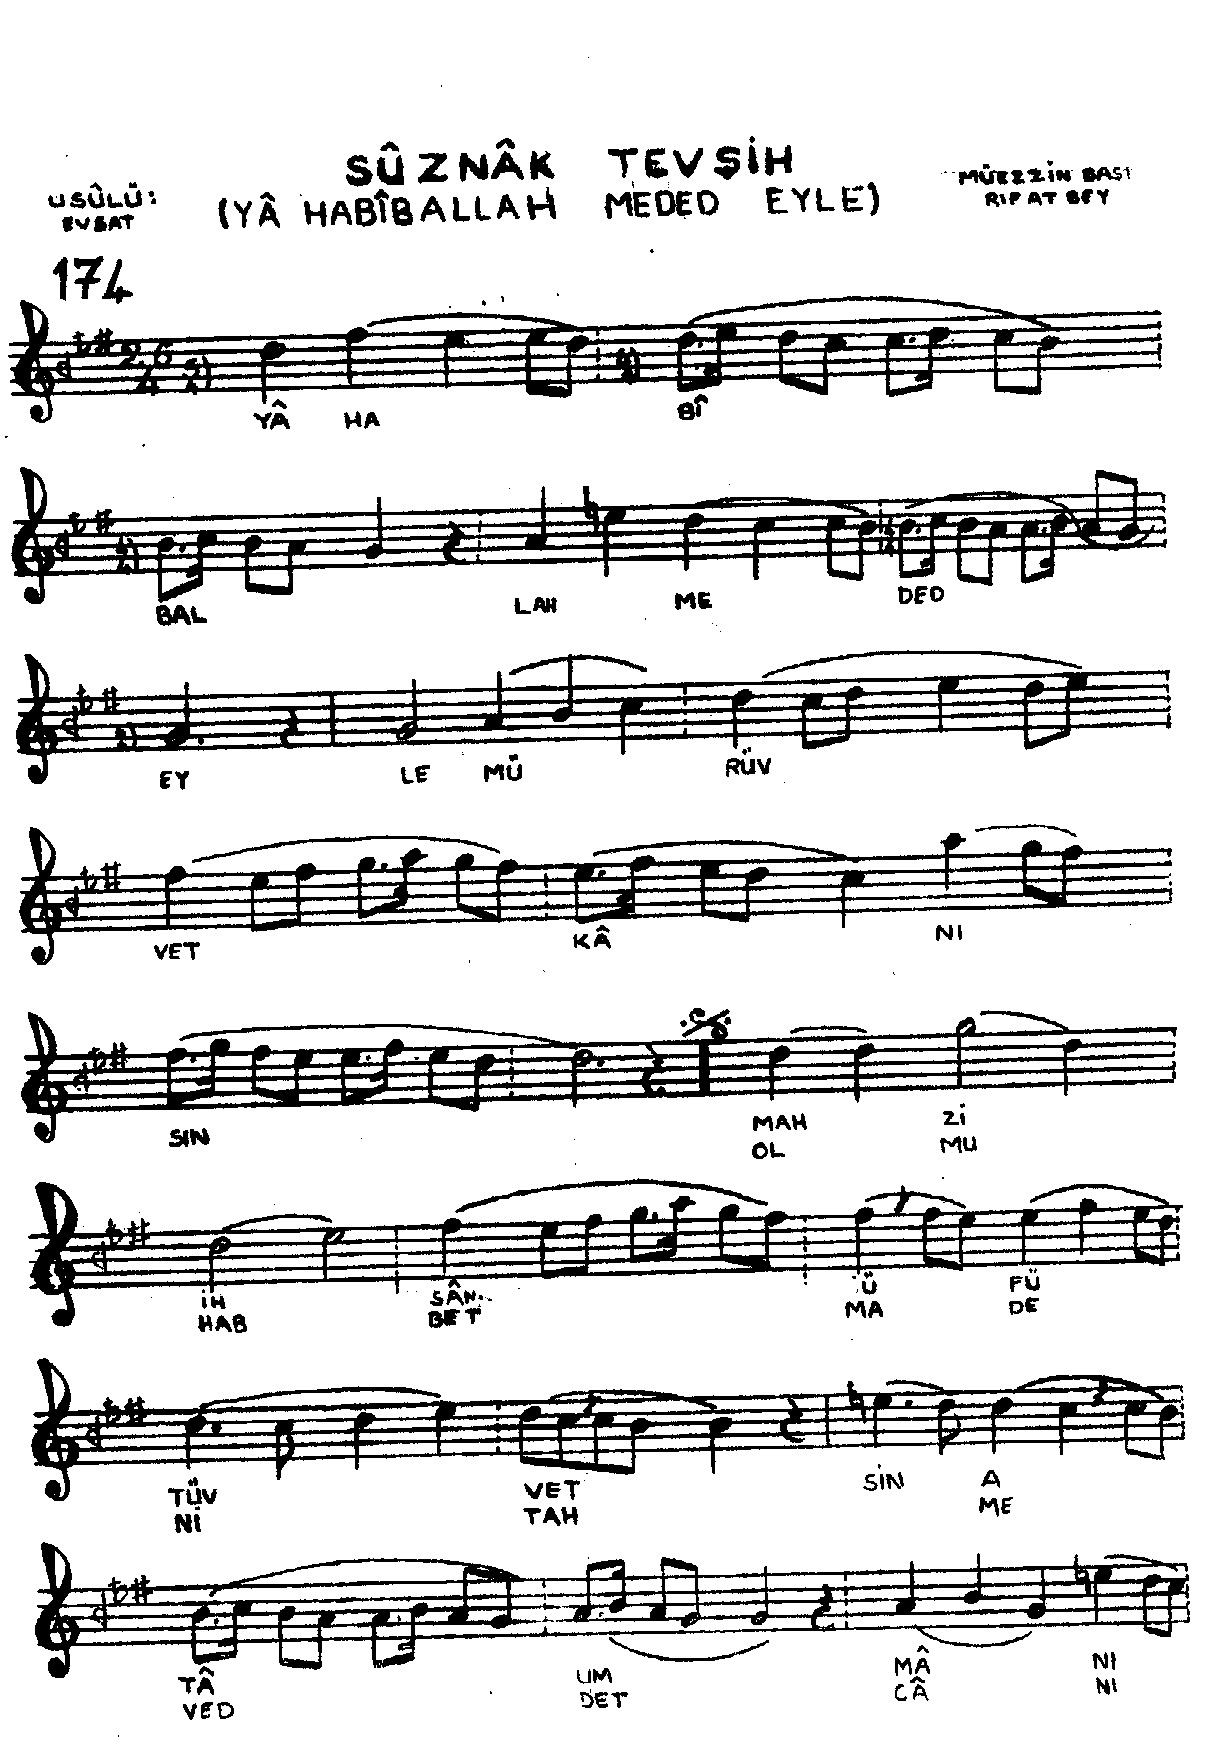 SÛZNÂK TEVŞİH
USÛLÜ:
EVSAT
(YÂ HABÎBALLAH MEDED EYLE)
MÜEZZİN BAŞI
RIFAT BEY
174
YÂ HA BÎ
BAL LAH ME DED
EY LE MÜ RÜV
VET KÂ NI
SIN MAH Zİ
OL MU
İH SÂN Ü FÜ
HAB BET MA DE
TÜV VET SİN A
Nİ TAH ME
TÂ UM MÂ NI
VED DET CÂ NI